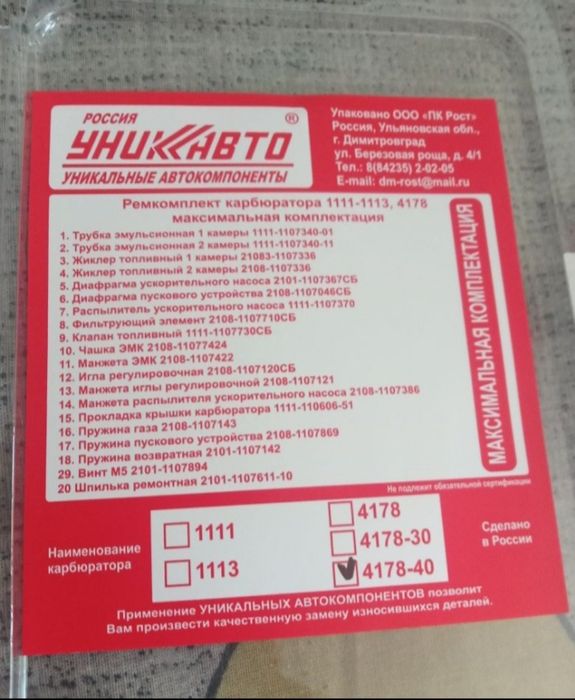 РОССИЯ
УНИКАВТО ®
УНИКАЛЬНЫЕ АВТОКОМПОНЕНТЫ
Упаковано ООО «ПК Рост»
Россия, Ульяновская обл.,
г. Димитровград
ул. Березовая роща, д. 4/1
Тел.: 8(84235) 2-02-05
E-mail: dm-rost@mail.ru
Ремкомплект карбюратора 1111-1113, 4178
максимальная комплектация
1. Трубка эмульсионная 1 камеры 1111-1107340-01
2. Трубка эмульсионная 2 камеры 1111-1107340-11
3. Жиклер топливный 1 камеры 21083-1107336
4. Жиклер топливный 2 камеры 2108-1107336
5. Диафрагма ускорительного насоса 2101-1107367СБ
6. Диафрагма пускового устройства 2108-1107046СБ
7. Распылитель ускорительного насоса 1111-1107370
8. Фильтрующий элемент 2108-1107710СБ
9. Клапан топливный 1111-1107730СБ
10. Чашка ЭМК 2108-11077424
11. Манжета ЭМК 2108-1107422
12. Игла регулировочная 2108-1107120СБ
13. Манжета иглы регулировочной 2108-1107121
14. Манжета распылителя ускорительного насоса 2108-1107386
15. Прокладка крышки карбюратора 1111-110606-51
16. Пружина газа 2108-1107143
17. Пружина пускового устройства 2108-1107869
18. Пружина возвратная 2101-1107142
29. Винт М5 2101-1107894
20 Шпилька ремонтная 2101-1107611-10
МАКСИМАЛЬНАЯ КОМПЛЕКТАЦИЯ
Не подлежит обязательной сертификации
Наименование
карбюратора
1111
1113
4178
4178-30
4178-40
Сделано
в России
Применение УНИКАЛЬНЫХ АВТОКОМПОНЕНТОВ позволит
Вам произвести качественную замену износившихся деталей.